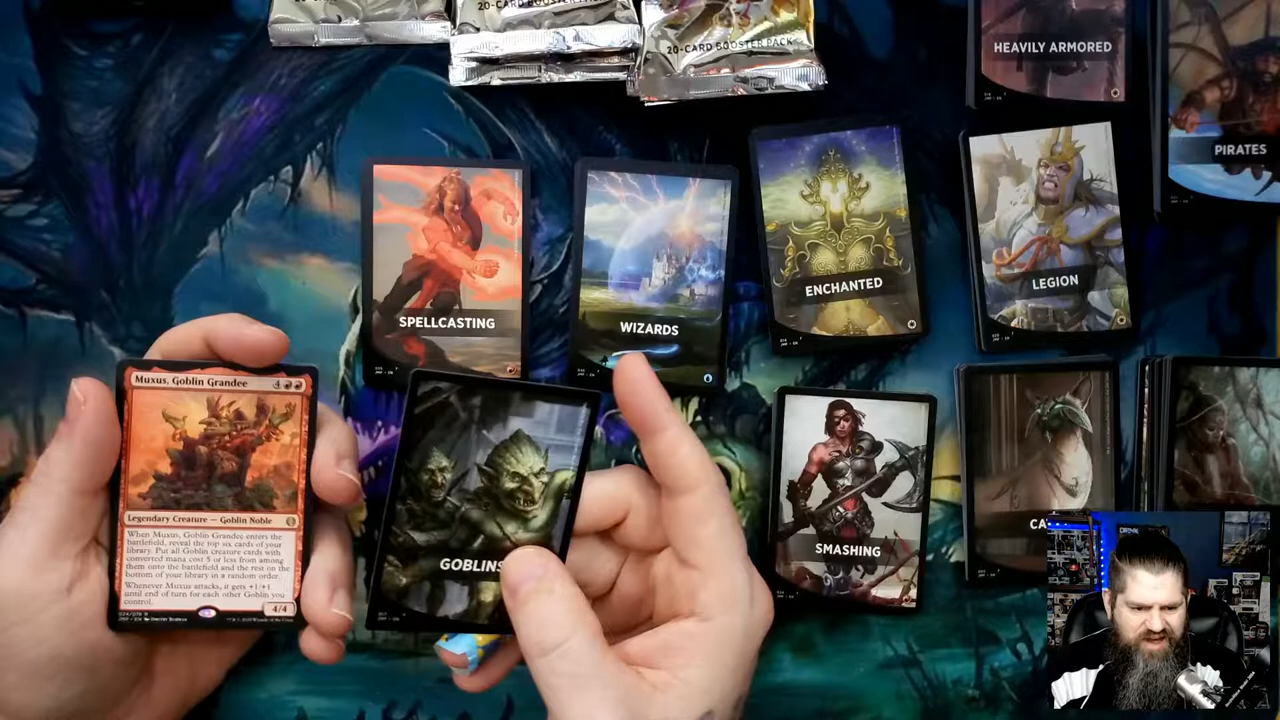 20-CARD BOOSTER PACK
20-CARD BOOSTER PACK
HEAVILY ARMORED
PIRATES
SPELLCASTING
WIZARDS
ENCHANTED
LEGION
Muxus, Goblin Grandee 4
Legendary Creature — Goblin Noble
When Muxus, Goblin Grandee enters the
battlefield, reveal the top six cards of your
library. Put all Goblin creature cards with
converted mana cost 5 or less from among
them onto the battlefield and the rest on the
bottom of your library in a random order.
Whenever Muxus attacks, it gets +1/+1
until end of turn for each other Goblin you
control.
4/4
GOBLINS
SMASHING